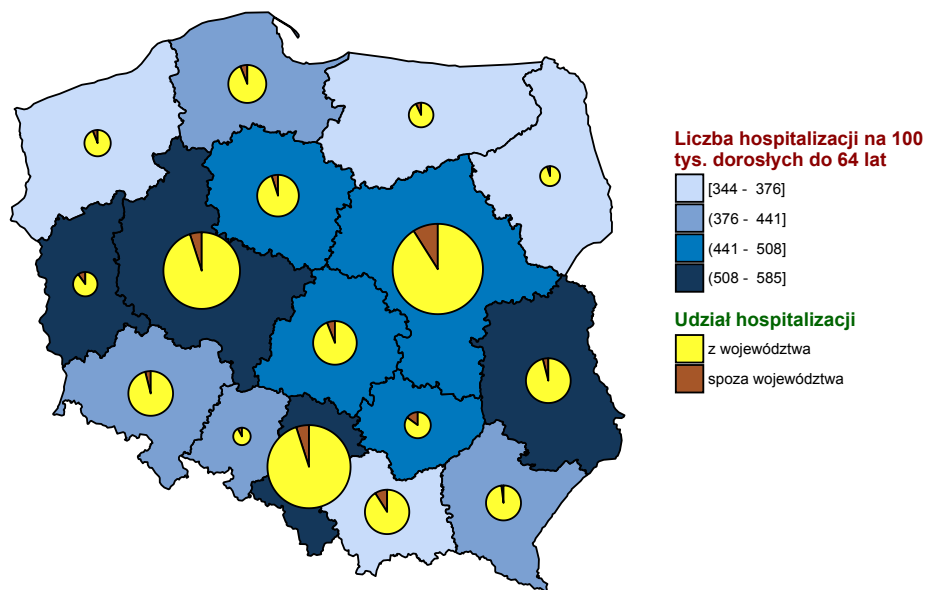 Liczba hospitalizacji na 100
tys. dorosłych do 64 lat
[344 - 376]
(376 - 441]
(441 - 508]
(508 - 585]
Udział hospitalizacji
z województwa
spoza województwa